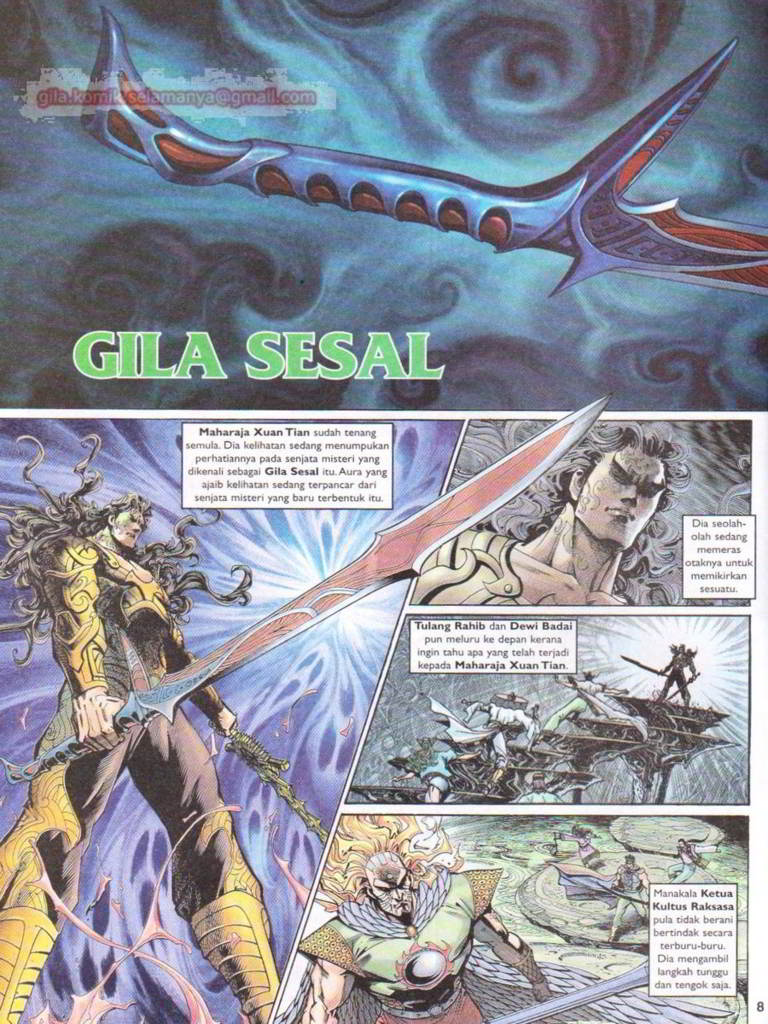 gila.komik.selamanya@gmail.com
GILA SESAL
Maharaja Xuan Tian sudah tenang
semula. Dia kelihatan sedang menumpukan
perhatiannya pada senjata misteri yang
dikenali sebagai Gila Sesal itu. Aura yang
ajaib kelihatan sedang terpancar dari
senjata misteri yang baru terbentuk itu.
Dia seolah-
olah sedang
memeras
otaknya untuk
memikirkan
sesuatu.
Tulang Rahib dan Dewi Badai
pun meluru ke depan kerana
ingin tahu apa yang telah terjadi
kepada Maharaja Xuan Tian.
Manakala Ketua
Kultus Raksasa
pula tidak berani
bertindak secara
terburu-buru.
Dia mengambil
langkah tunggu
dan tengok saja.
8